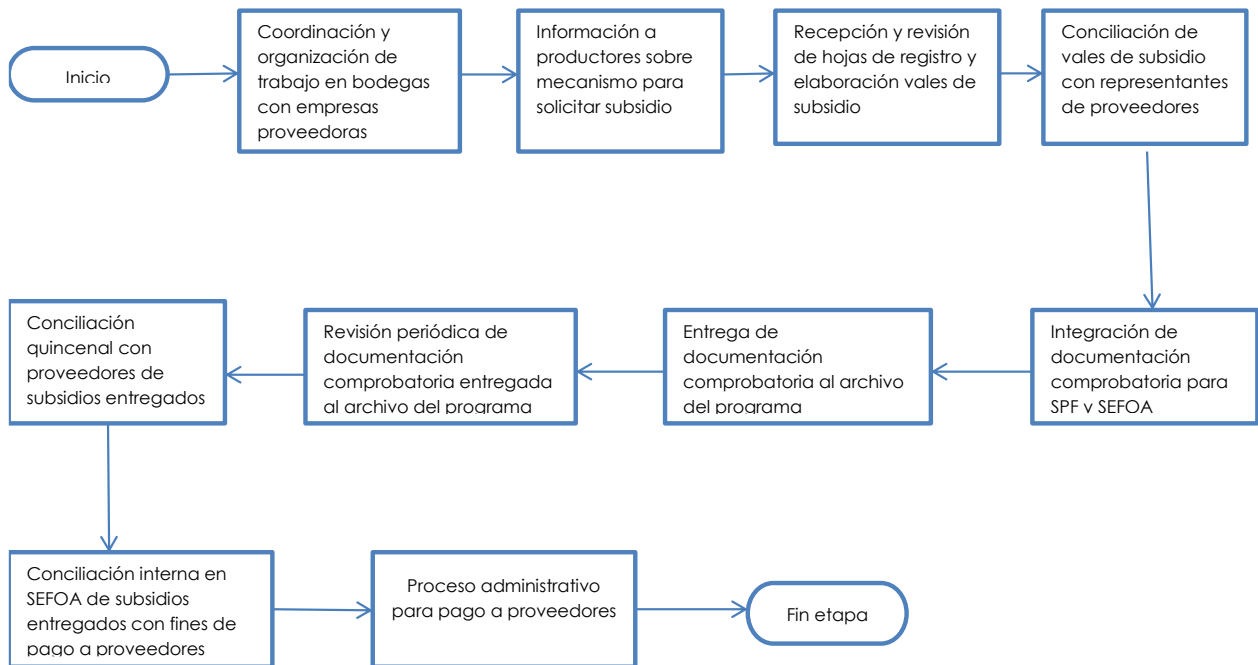 Inicio
Coordinación y
organización de
trabajo en bodegas
con empresas
proveedoras
Información a
productores sobre
mecanismo para
solicitar subsidio
Recepción y revisión
de hojas de registro y
elaboración vales de
subsidio
Conciliación de
vales de subsidio
con representantes
de proveedores
Integración de
documentación
comprobatoria para
SPF y SEFOA
Entrega de
documentación
comprobatoria al archivo
del programa
Revisión periódica de
documentación
comprobatoria entregada
al archivo del programa
Conciliación
quincenal con
proveedores de
subsidios entregados
Conciliación interna en
SEFOA de subsidios
entregados con fines de
pago a proveedores
Proceso administrativo
para pago a proveedores
Fin etapa